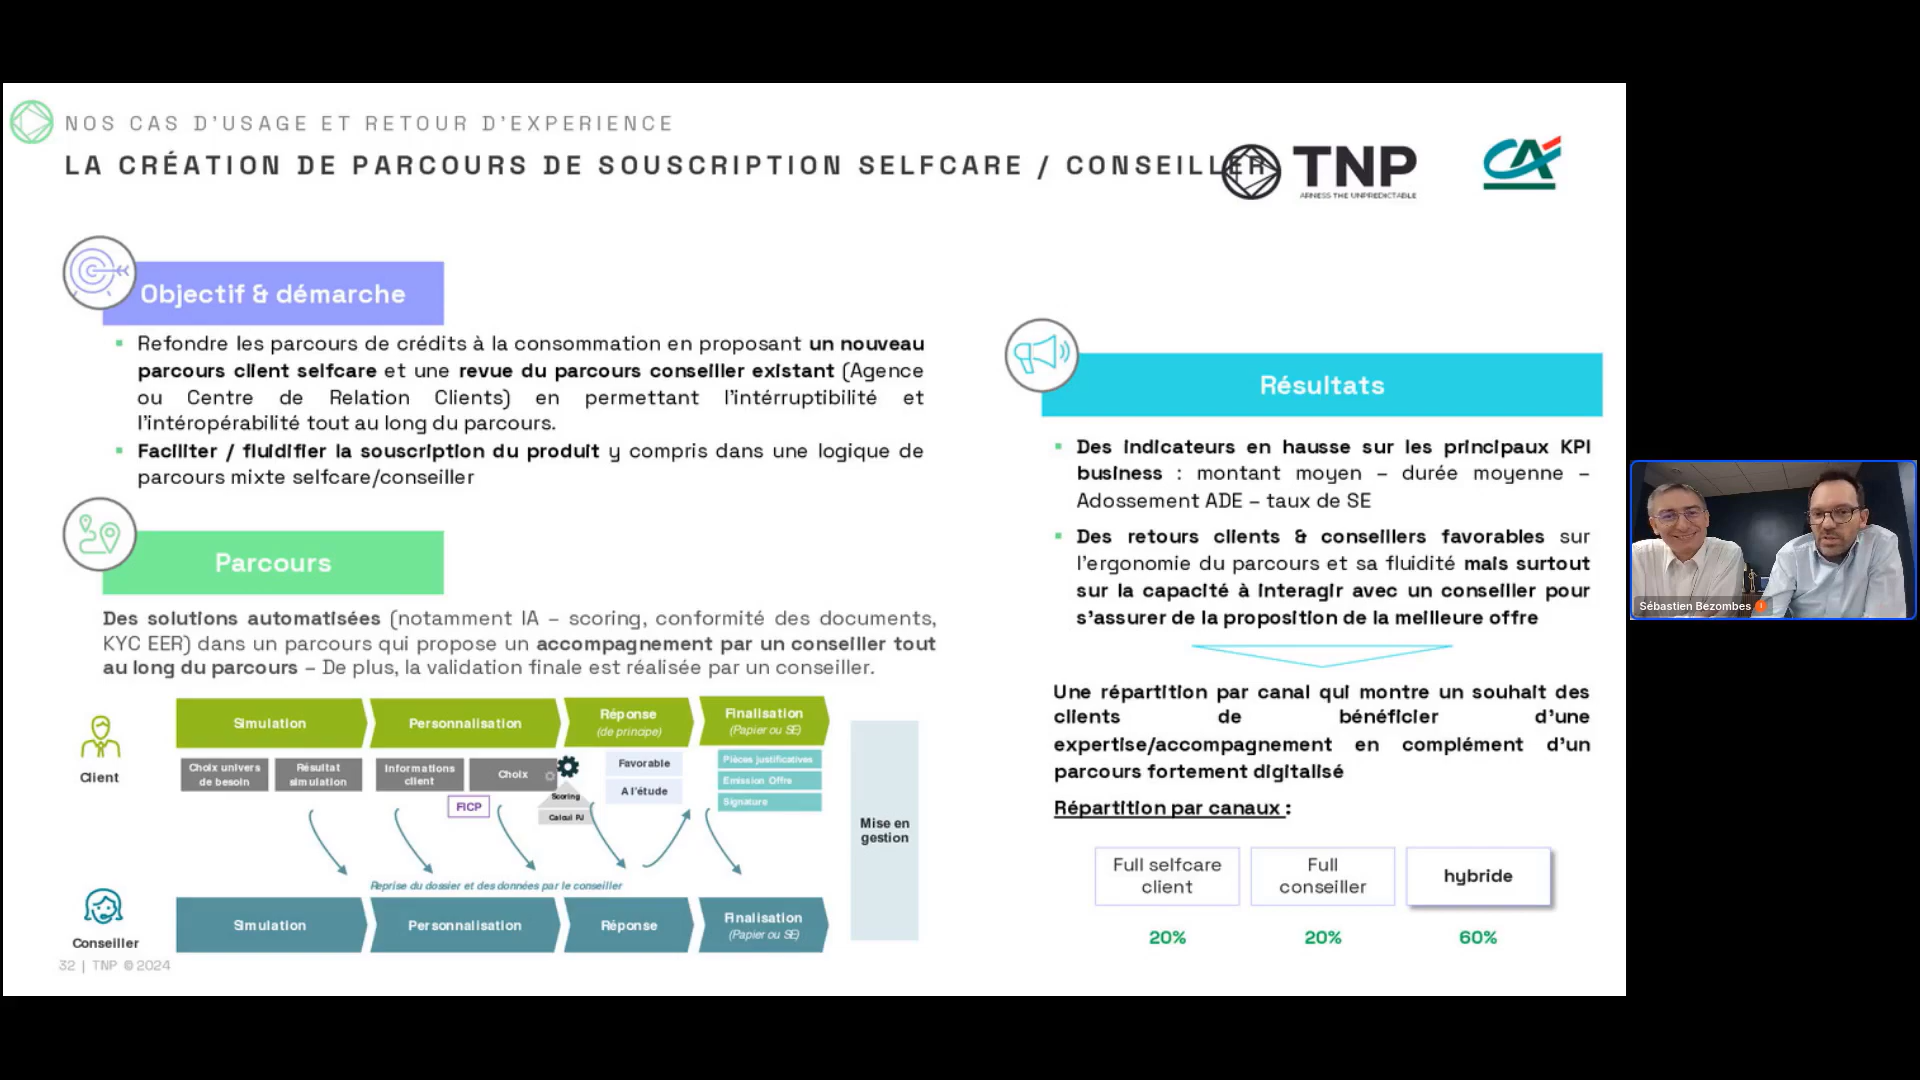 NOS CAS D'USAGE ET RETOUR D'EXPERIENCE
LA CRÉATION DE PARCOURS DE SOUSCRIPTION SELFCARE / CONSEILLER
TNP
ARNESS THE UNPREDICTABLE
CA
Objectif & démarche
Refondre les parcours de crédits à la consommation en proposant un nouveau
parcours client selfcare et une revue du parcours conseiller existant (Agence
ou Centre de Relation Clients) en permettant l'intérruptibilité et
l'intéropérabilité tout au long du parcours.
Faciliter / fluidifier la souscription du produit y compris dans une logique de
parcours mixte selfcare/conseiller
Parcours
Des solutions automatisées (notamment IA – scoring, conformité des documents,
KYC EER) dans un parcours qui propose un accompagnement par un conseiller tout
au long du parcours – De plus, la validation finale est réalisée par un conseiller.
Client
Simulation
Personnalisation
Réponse
(de principe)
Finalisation
(Papier ou SE)
Choix univers
de besoin
Résultat
simulation
Informations
client
Choix
FICP
Scoring
Calcul PJ
Favorable
A l'étude
Pièces justificatives
Emission Offre
Signature
Mise en
gestion
Reprise du dossier et des données par le conseiller
Conseiller
Simulation
Personnalisation
Réponse
Finalisation
(Papier ou SE)
32 | TNP ©2024
Résultats
Des indicateurs en hausse sur les principaux KPI
business : montant moyen – durée moyenne –
Adossement ADE – taux de SE
Des retours clients & conseillers favorables sur
l'ergonomie du parcours et sa fluidité mais surtout
sur la capacité à interagir avec un conseiller pour
s'assurer de la proposition de la meilleure offre
Une répartition par canal qui montre un souhait des
clients de bénéficier d'une
expertise/accompagnement en complément d'un
parcours fortement digitalisé
Répartition par canaux :
Full selfcare
client
Full
conseiller
hybride
20%
20%
60%
Sébastien Bezombes